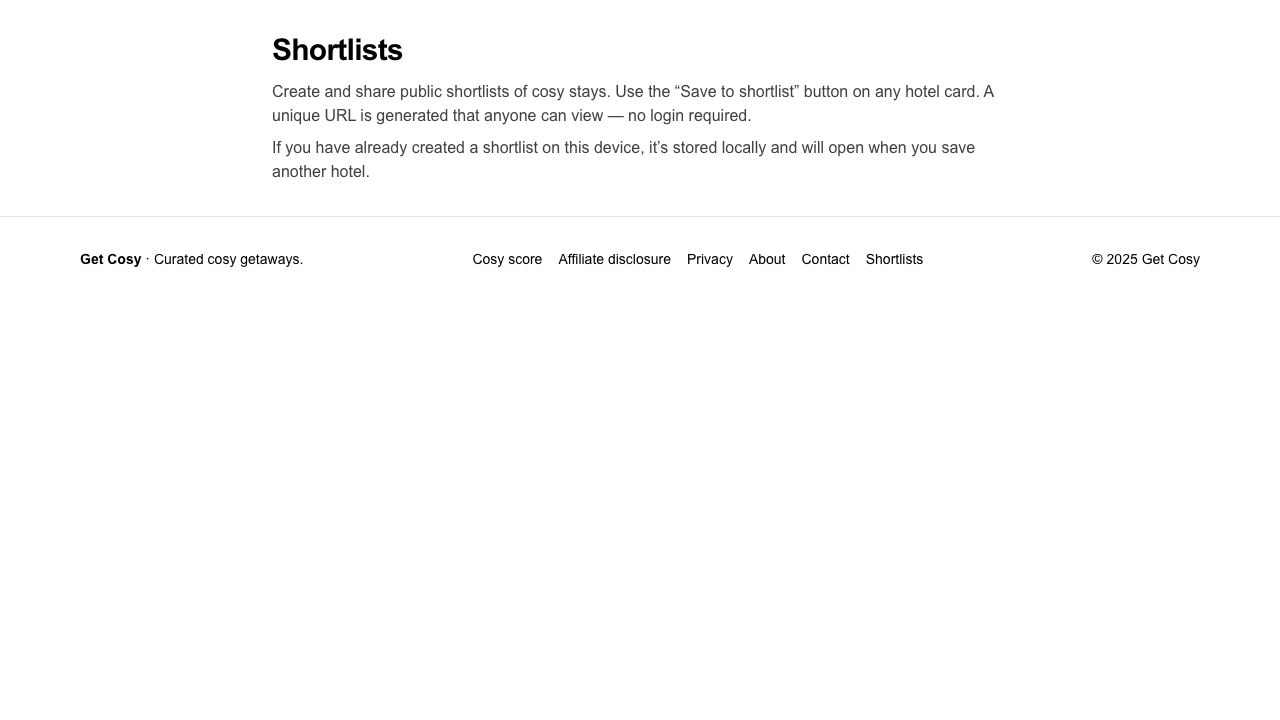 Shortlists
Create and share public shortlists of cosy stays. Use the “Save to shortlist” button on any hotel card. A
unique URL is generated that anyone can view — no login required.
If you have already created a shortlist on this device, it’s stored locally and will open when you save
another hotel.
Get Cosy · Curated cosy getaways.
Cosy score Affiliate disclosure Privacy About Contact Shortlists
© 2025 Get Cosy